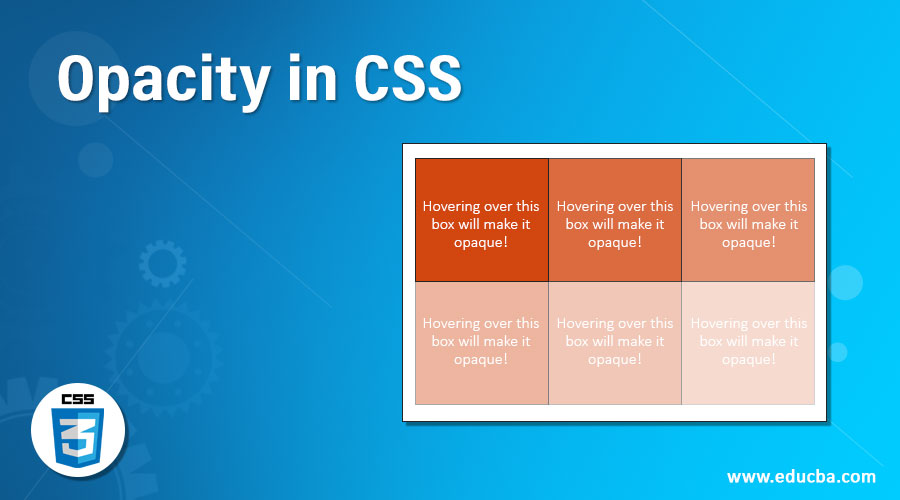 Opacity in CSS
Hovering over this
box will make it
opaque!
Hovering over this
box will make it
opaque!
Hovering over this
box will make it
opaque!
Hovering over this
box will make it
opaque!
Hovering over this
box will make it
opaque!
Hovering over this
box will make it
opaque!
CSS
3
www.educba.com